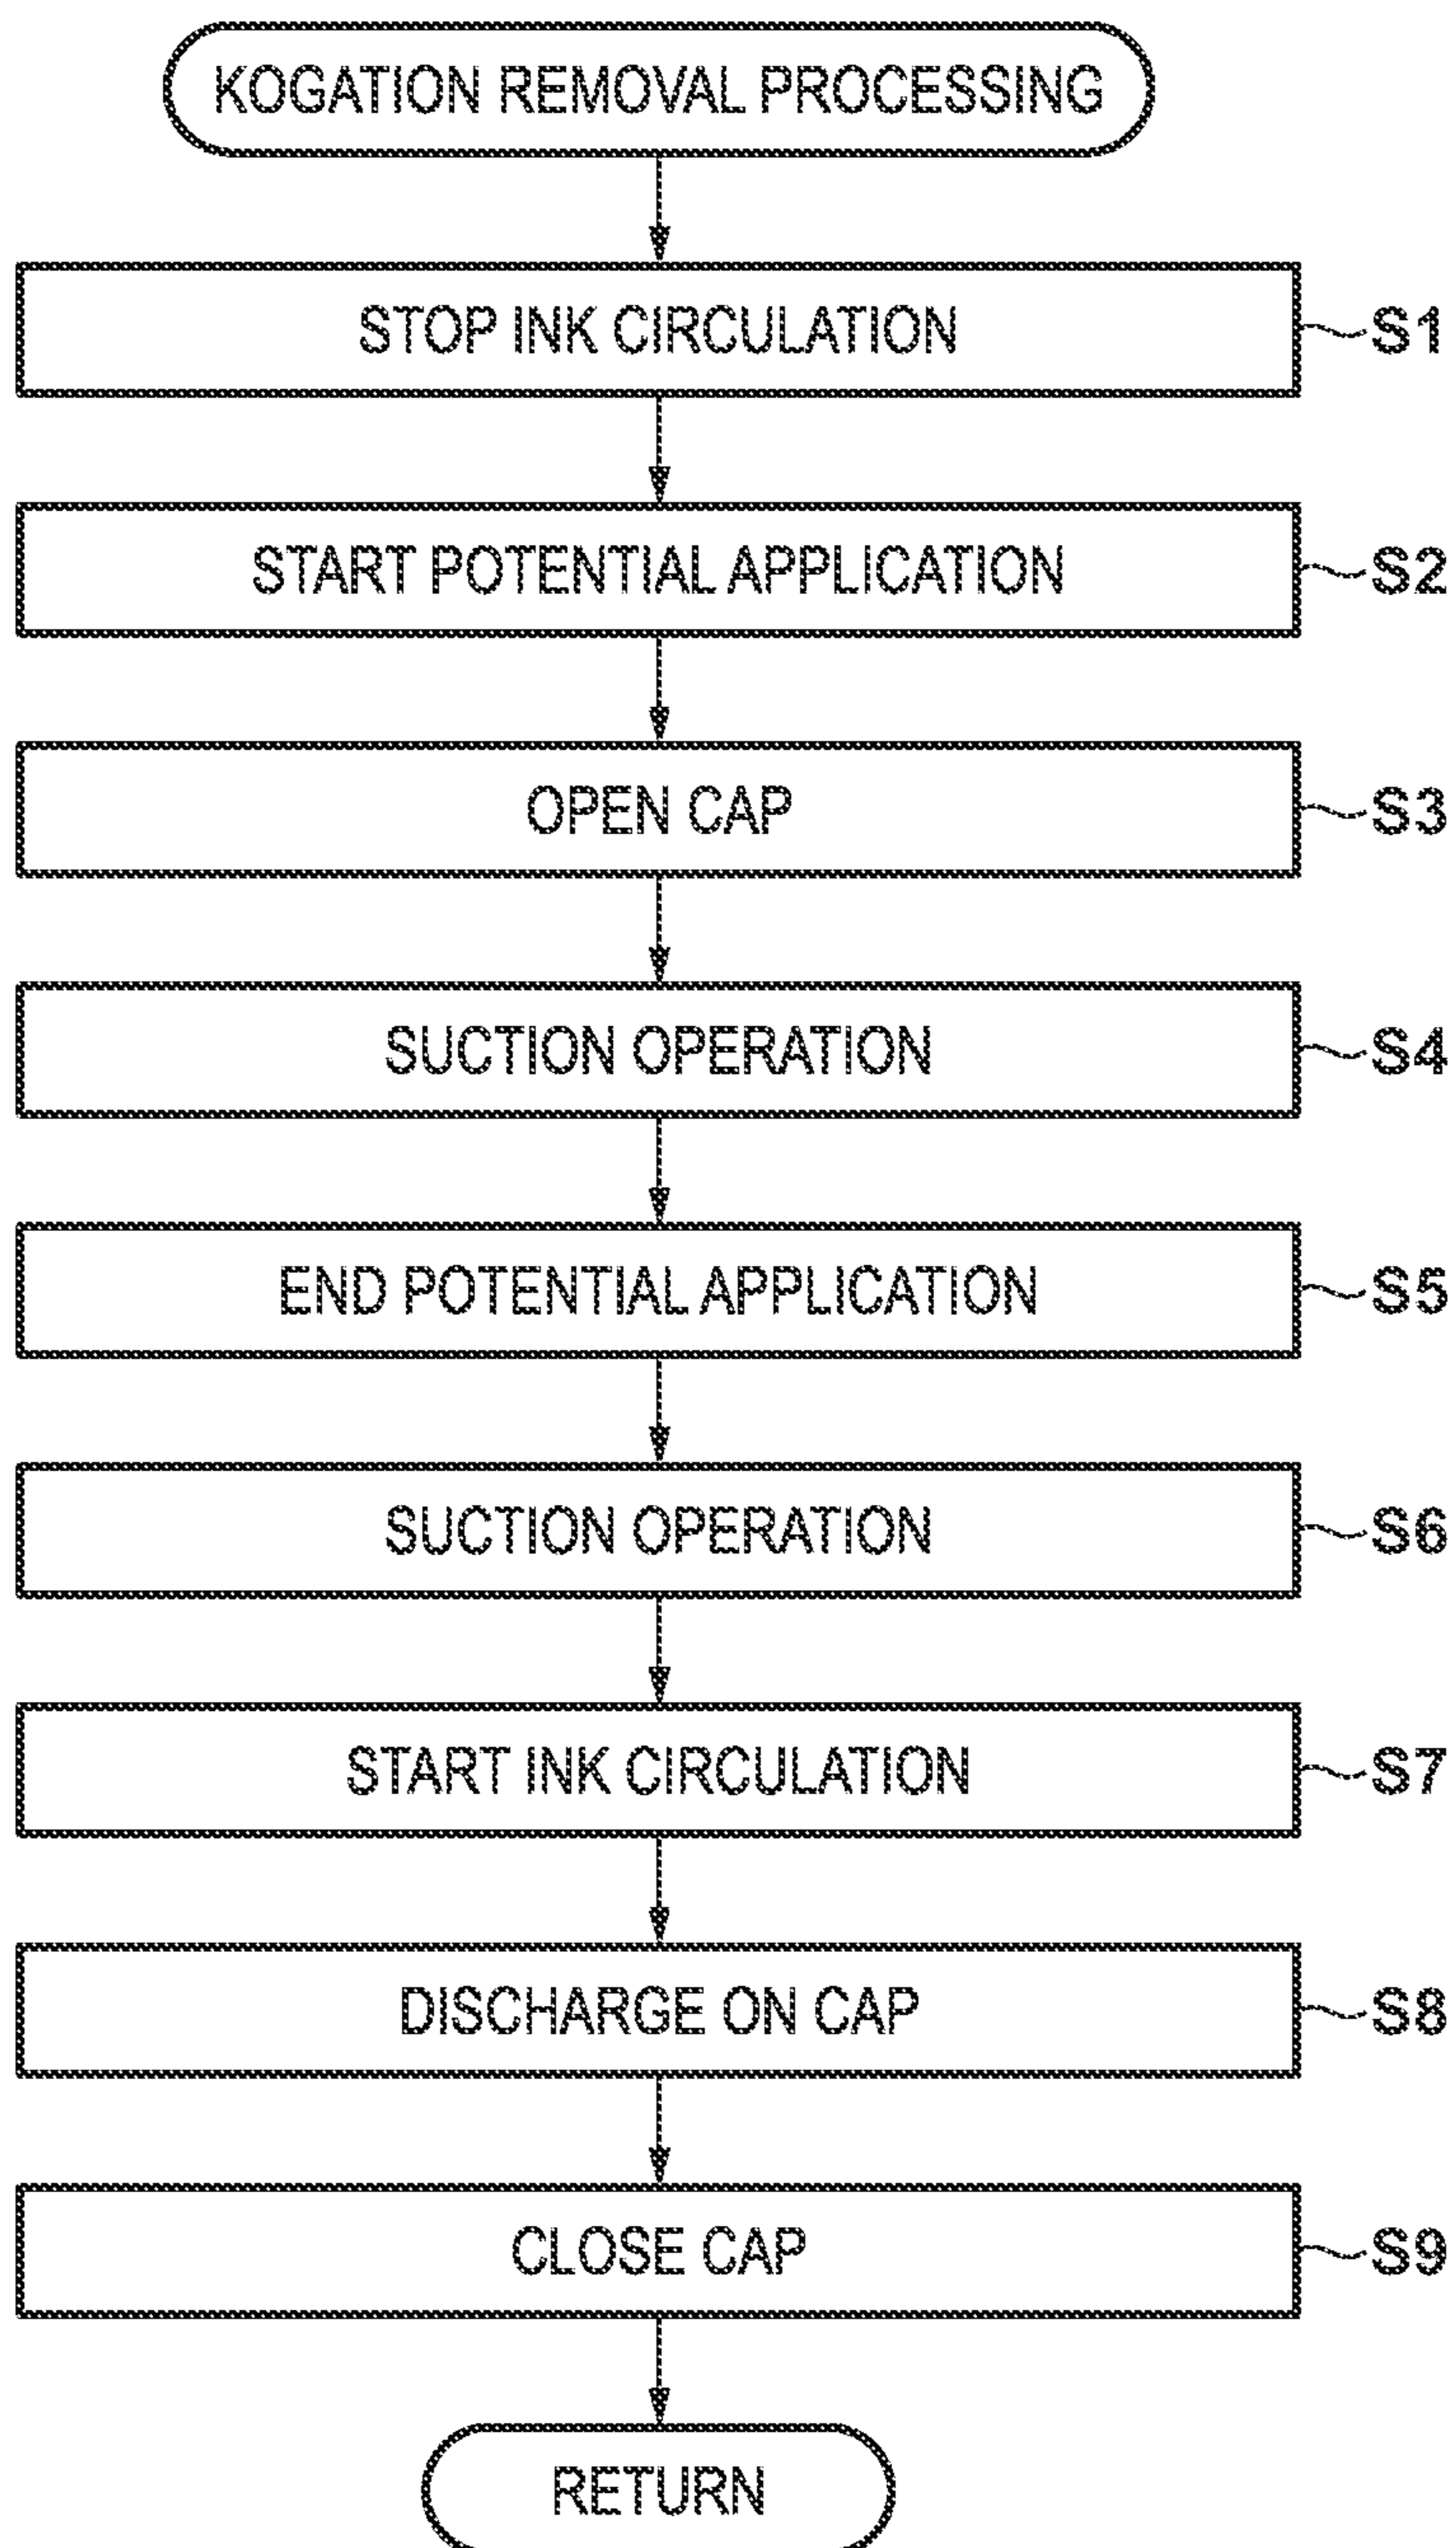 KOGATION REMOVAL PROCESSING
STOP INK CIRCULATION S1
START POTENTIAL APPLICATION S2
OPEN CAP S3
SUCTION OPERATION S4
END POTENTIAL APPLICATION S5
SUCTION OPERATION S6
START INK CIRCULATION S7
DISCHARGE ON CAP S8
CLOSE CAP S9
RETURN